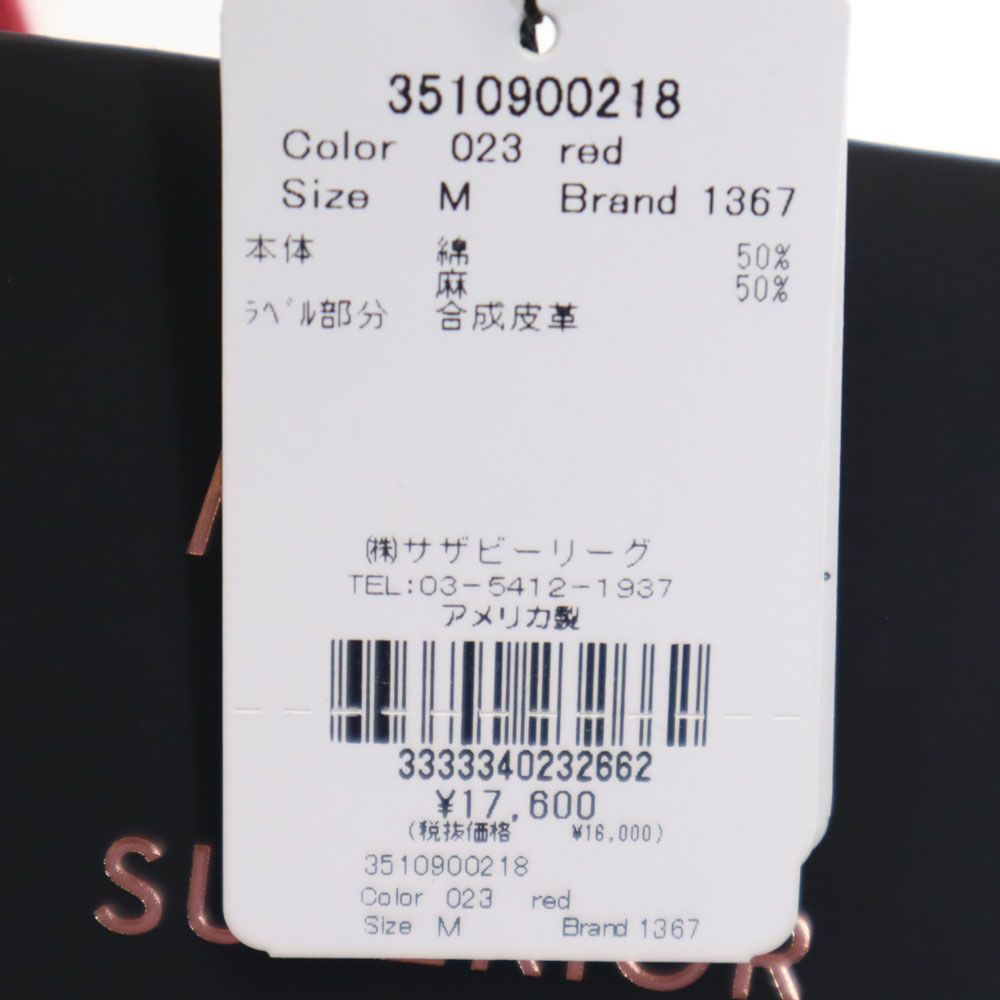 3510900218
Color 023 red
Size M Brand 1367
本体 綿 50%
麻 50%
ﾗﾍﾞﾙ部分 合成皮革
㈱サザビーリーグ
TEL:03-5412-1937
アメリカ製
3333340232662
¥17,600
(税抜価格 ¥16,000)
3510900218
Color 023 red
Size M Brand 1367